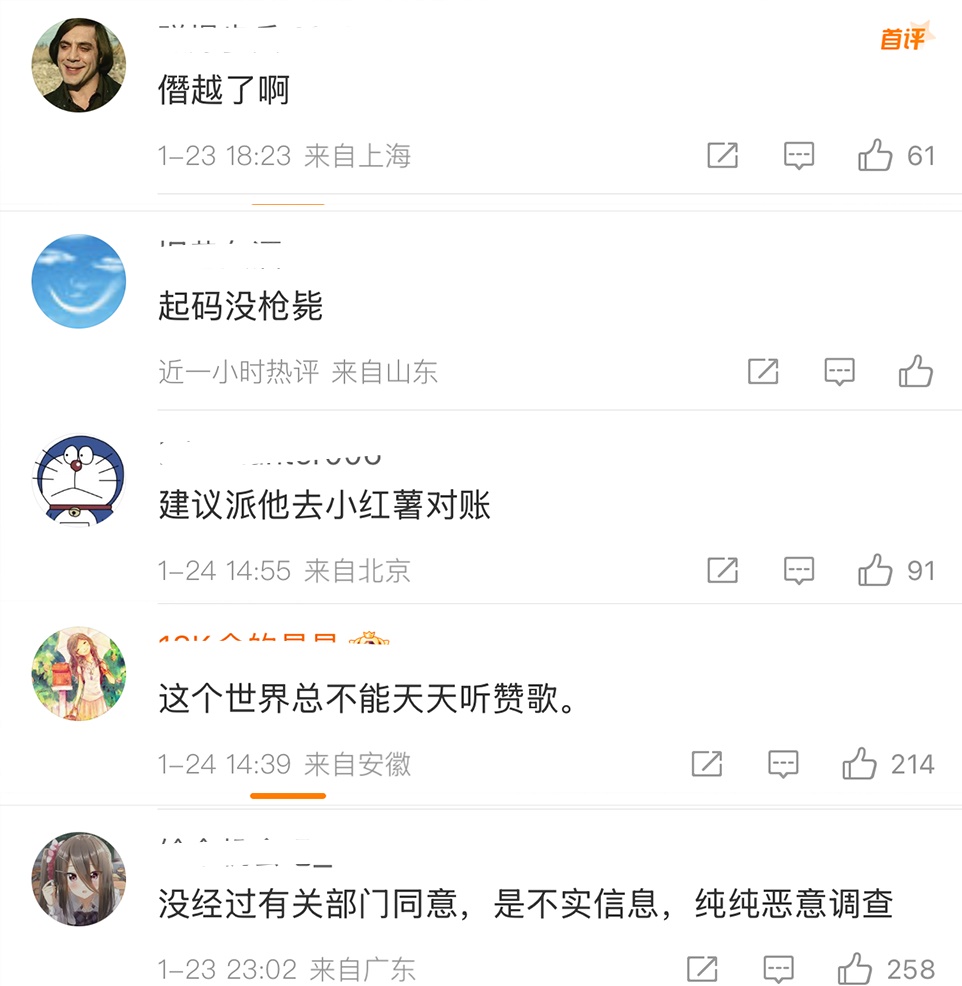 首评
僭越了啊
1-23 18:23 来自上海
61
起码没枪毙
近一小时热评 来自山东
建议派他去小红薯对账
1-24 14:55 来自北京
91
这个世界总不能天天听赞歌。
1-24 14:39 来自安徽
214
没经过有关部门同意，是不实信息，纯纯恶意调查
1-23 23:02 来自广东
258